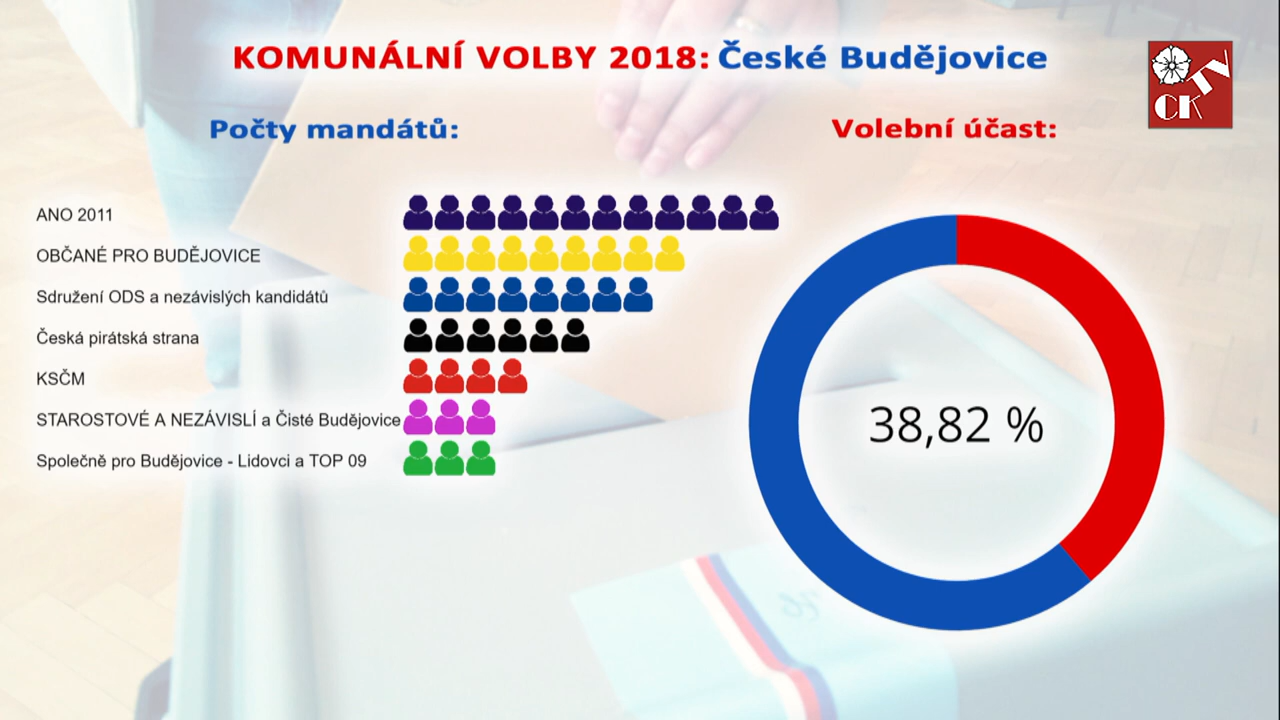 KOMUNÁLNÍ VOLBY 2018: České Budějovice
CK TV
Počty mandátů:
Volební účast:
ANO 2011
OBČANÉ PRO BUDĚJOVICE
Sdružení ODS a nezávislých kandidátů
Česká pirátská strana
KSČM
STAROSTOVÉ A NEZÁVISLÍ a Čisté Budějovice
Společně pro Budějovice - Lidovci a TOP 09
38,82 %